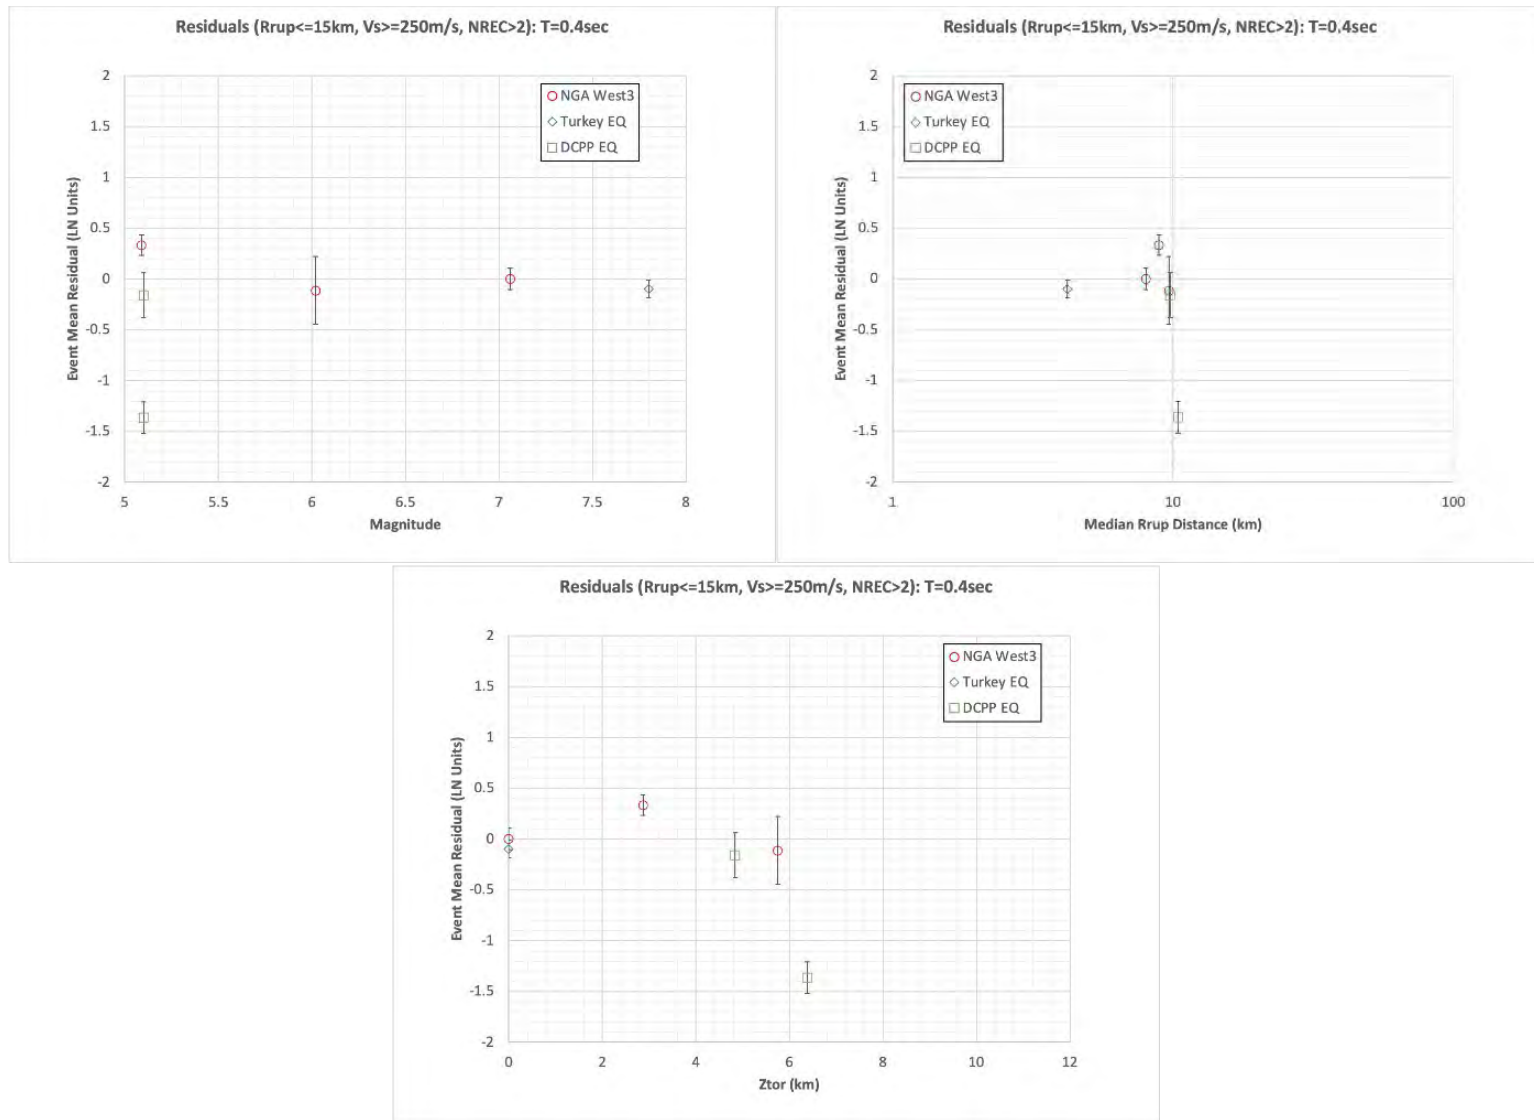 Residuals (Rrup<=15km, Vs>=250m/s, NREC>2): T=0.4sec
2
1.5
1
0.5
0
-0.5
-1
-1.5
-2
Event Mean Residual (LN Units)
NGA West3
Turkey EQ
DCPP EQ
5 5.5 6 6.5 7 7.5 8
Magnitude
Residuals (Rrup<=15km, Vs>=250m/s, NREC>2): T=0.4sec
2
1.5
1
0.5
0
-0.5
-1
-1.5
-2
Event Mean Residual (LN Units)
NGA West3
Turkey EQ
DCPP EQ
1 10 100
Median Rrup Distance (km)
Residuals (Rrup<=15km, Vs>=250m/s, NREC>2): T=0.4sec
2
1.5
1
0.5
0
-0.5
-1
-1.5
-2
Event Mean Residual (LN Units)
NGA West3
Turkey EQ
DCPP EQ
0 2 4 6 8 10 12
Ztor (km)